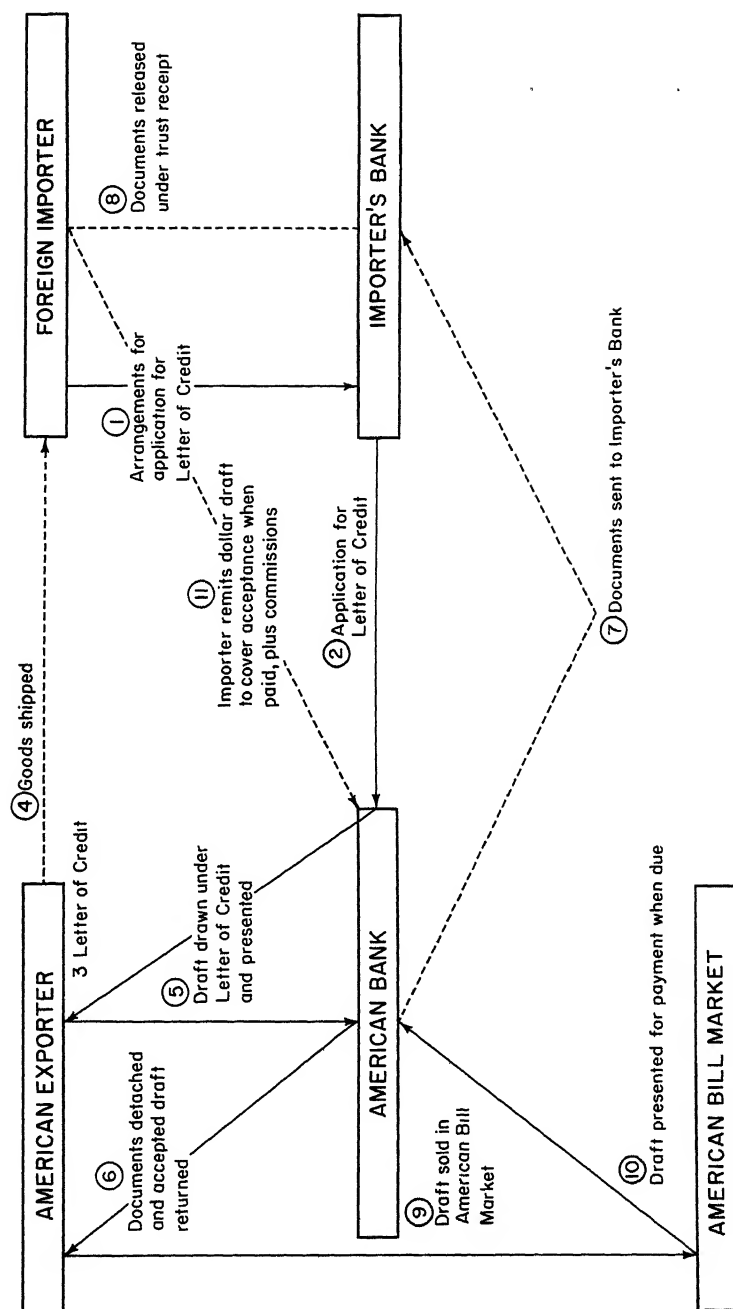 AMERICAN EXPORTER
FOREIGN IMPORTER
④ Goods shipped
3 Letter of Credit
⑧
Documents released
under trust receipt
①
Arrangements for
application for
Letter of Credit
⑪
Importer remits dollar draft
to cover acceptance when
paid, plus commissions
⑤
Draft drawn under
Letter of Credit
and presented
⑥
Documents detached
and accepted draft
returned
② Application for
Letter of Credit
AMERICAN BANK
IMPORTER'S BANK
⑨
Draft sold in
American Bill
Market
⑦ Documents sent to Importer's Bank
⑩
Draft presented for payment when due
AMERICAN BILL MARKET